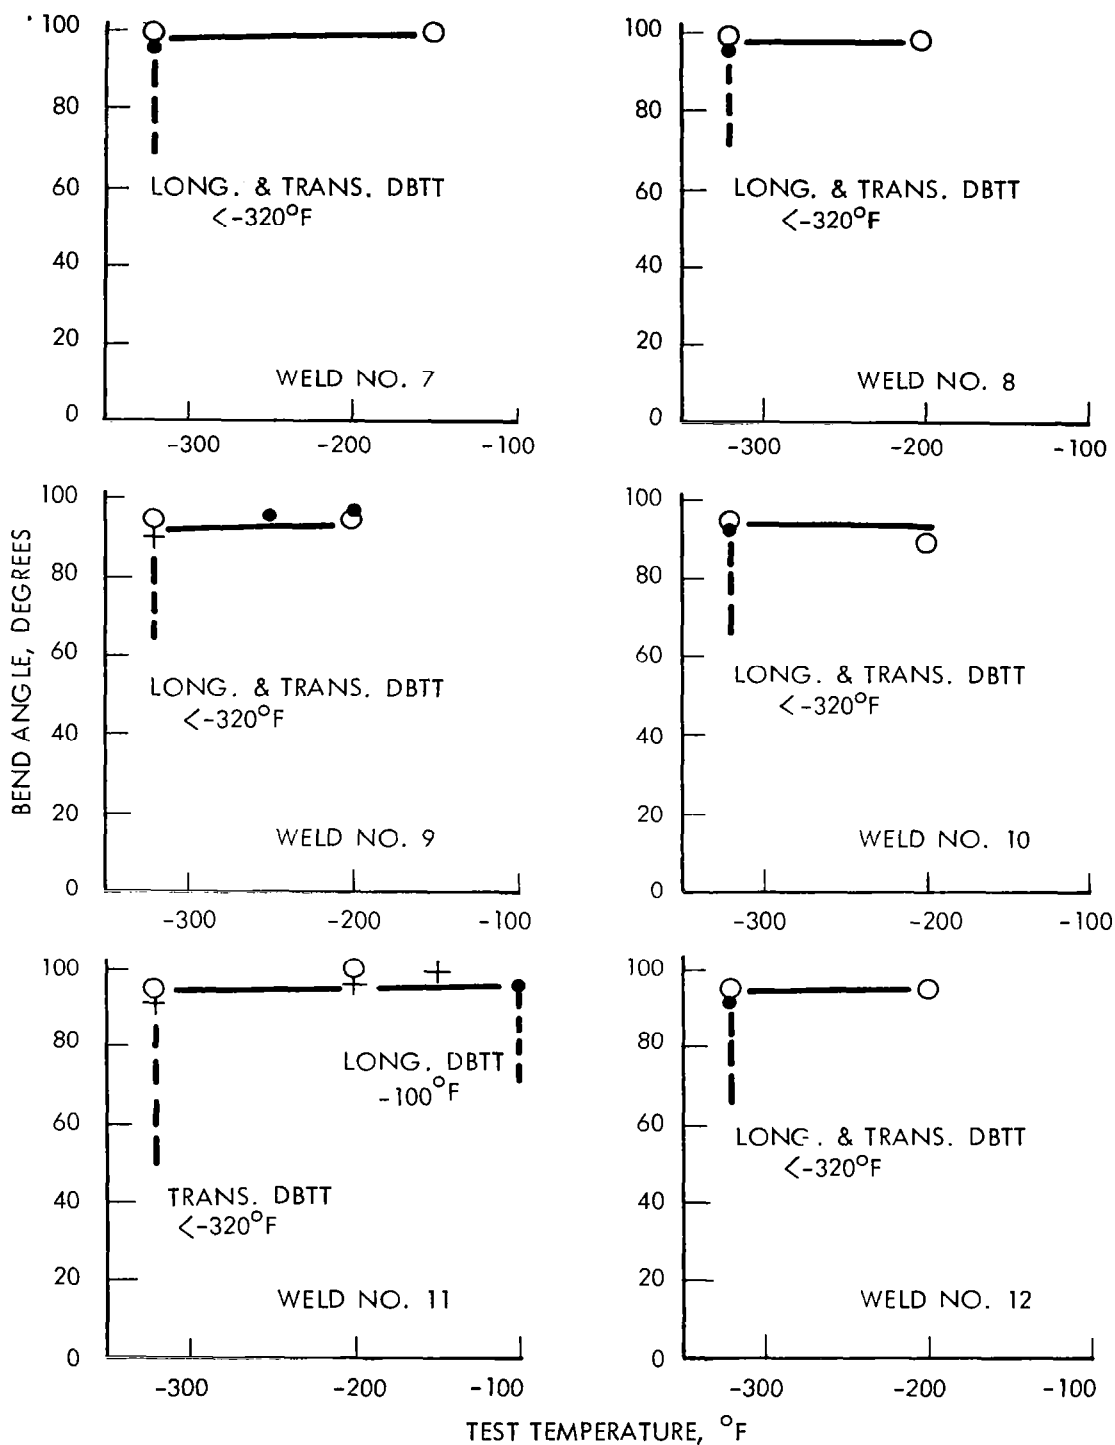 100
80
60
40
20
0
LONG. & TRANS. DBTT
<-320°F
WELD NO. 7
-300
-200
-100
100
80
60
40
20
0
LONG. & TRANS. DBTT
<-320°F
WELD NO. 8
-300
-200
-100
BEND ANGLE, DEGREES
100
80
60
40
20
0
LONG. & TRANS. DBTT
<-320°F
WELD NO. 9
-300
-200
-100
100
80
60
40
20
0
LONG. & TRANS. DBTT
<-320°F
WELD NO. 10
-300
-200
-100
100
80
60
40
20
0
LONG. DBTT
-100°F
TRANS. DBTT
<-320°F
WELD NO. 11
-300
-200
-100
100
80
60
40
20
0
LONG. & TRANS. DBTT
<-320°F
WELD NO. 12
-300
-200
-100
TEST TEMPERATURE, °F